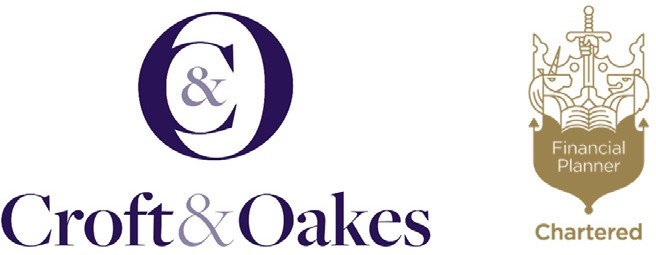 C&O
Croft&Oakes
Financial
Planner
Chartered